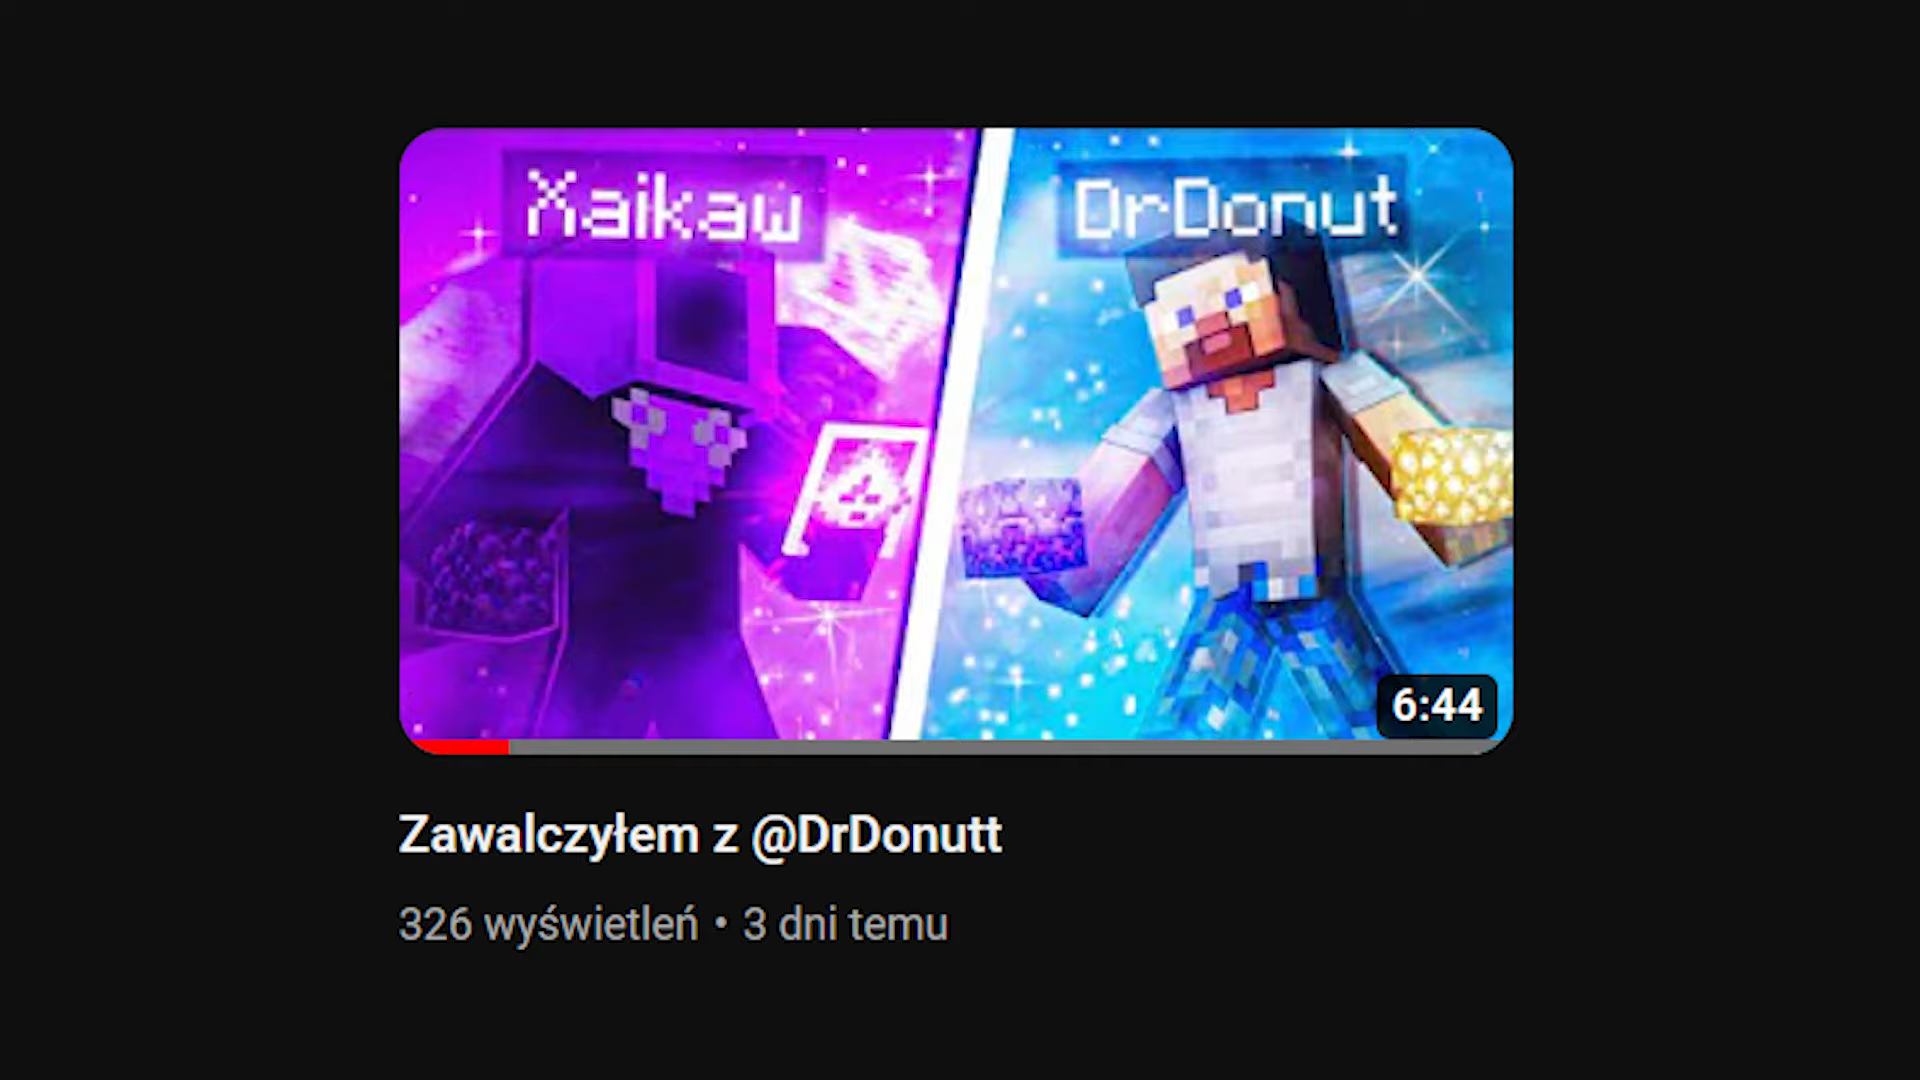 Xaikaw
DrDonut
6:44
Zawalczyłem z @DrDonutt
326 wyświetleń • 3 dni temu